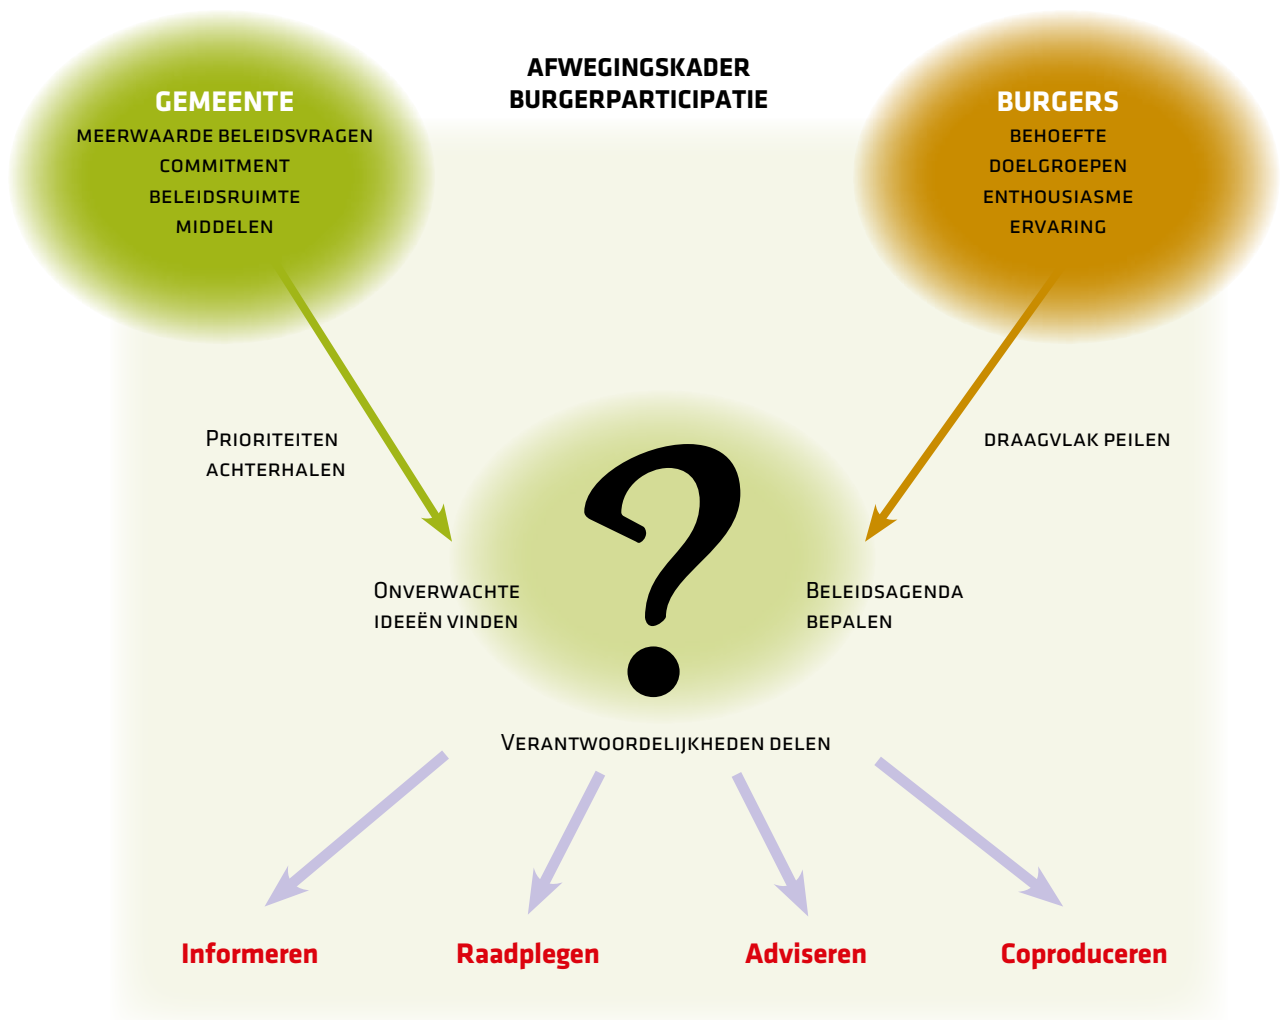 AFWEGINGSKADER
BURGERPARTICIPATIE
GEMEENTE
MEERWAARDE BELEIDSVRAGEN
COMMITMENT
BELEIDSRUIMTE
MIDDELEN
BURGERS
BEHOEFTE
DOELGROEPEN
ENTHOUSIASME
ERVARING
PRIORITEITEN
ACHTERHALEN
DRAAGVLAK PEILEN
?
ONVERWACHTE
IDEEËN VINDEN
BELEIDSAGENDA
BEPALEN
VERANTWOORDELIJKHEDEN DELEN
Informeren
Raadplegen
Adviseren
Coproduceren